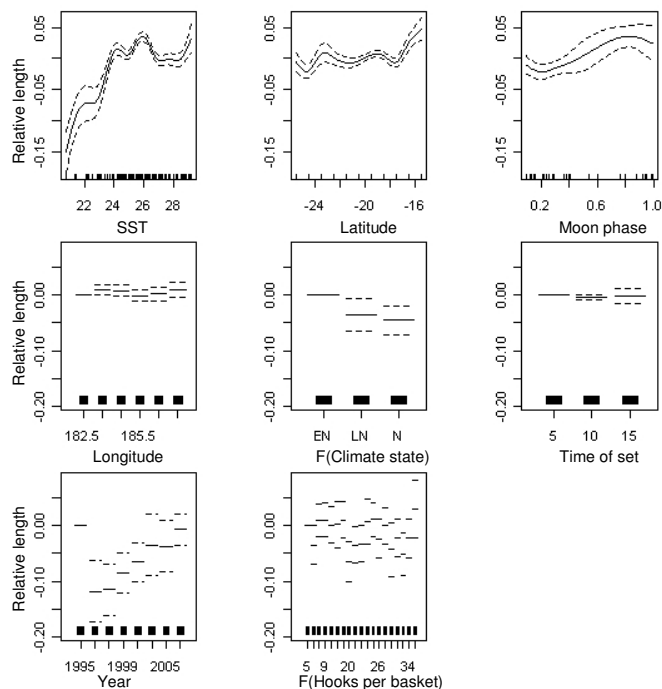 Relative length
0.05
-0.05
-0.15
22 24 26 28
SST
-24 -20 -16
Latitude
0.2 0.6 1.0
Moon phase
Relative length
0.00
-0.10
-0.20
182.5 185.5
Longitude
0.00
-0.10
-0.20
EN LN N
F(Climate state)
0.00
-0.10
-0.20
5 10 15
Time of set
Relative length
0.00
-0.10
-0.20
1995 1999 2005
Year
0.00
-0.10
-0.20
5 9 20 26 34
F(Hooks per basket)
0.05
-0.05
-0.15
0.05
-0.05
-0.15